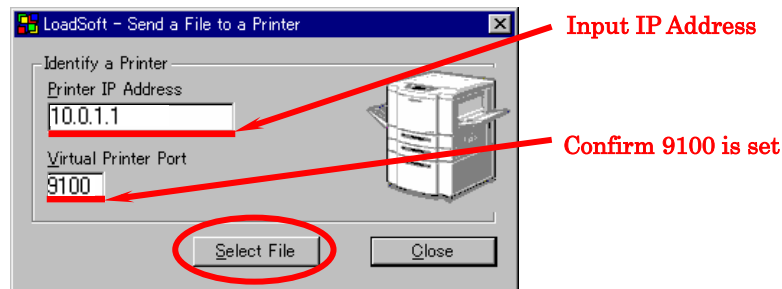 LoadSoft - Send a File to a Printer
Input IP Address
Identify a Printer
Printer IP Address
10.0.1.1
Confirm 9100 is set
Virtual Printer Port
9100
Select File
Close